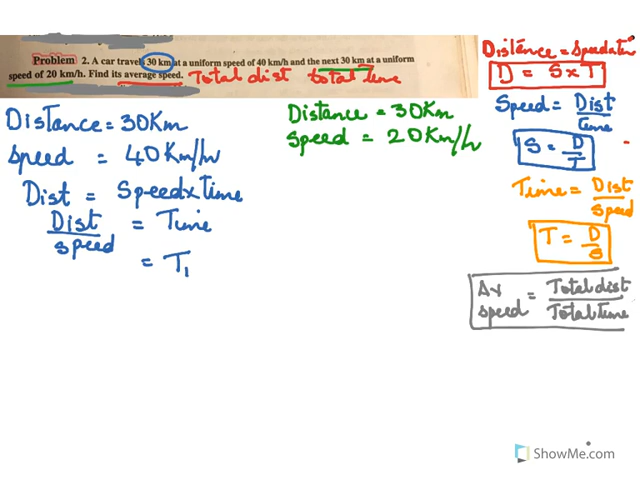 Problem 2. A car travels 30 km at a uniform speed of 40 km/h and the next 30 km at a uniform
speed of 20 km/h. Find its average speed. Total dist total time
Distance = 30Km
Speed = 40Km/hr
Dist = Speed x Time
Dist / speed = Time
= T₁
Distance = 30Km
Speed = 20Km/h
Distance = Speed x
D = S x T
Speed = Dist / time
S = D / T
Time = Dist / Speed
T = D / S
Av speed = Total dist / Total Time
ShowMe.com